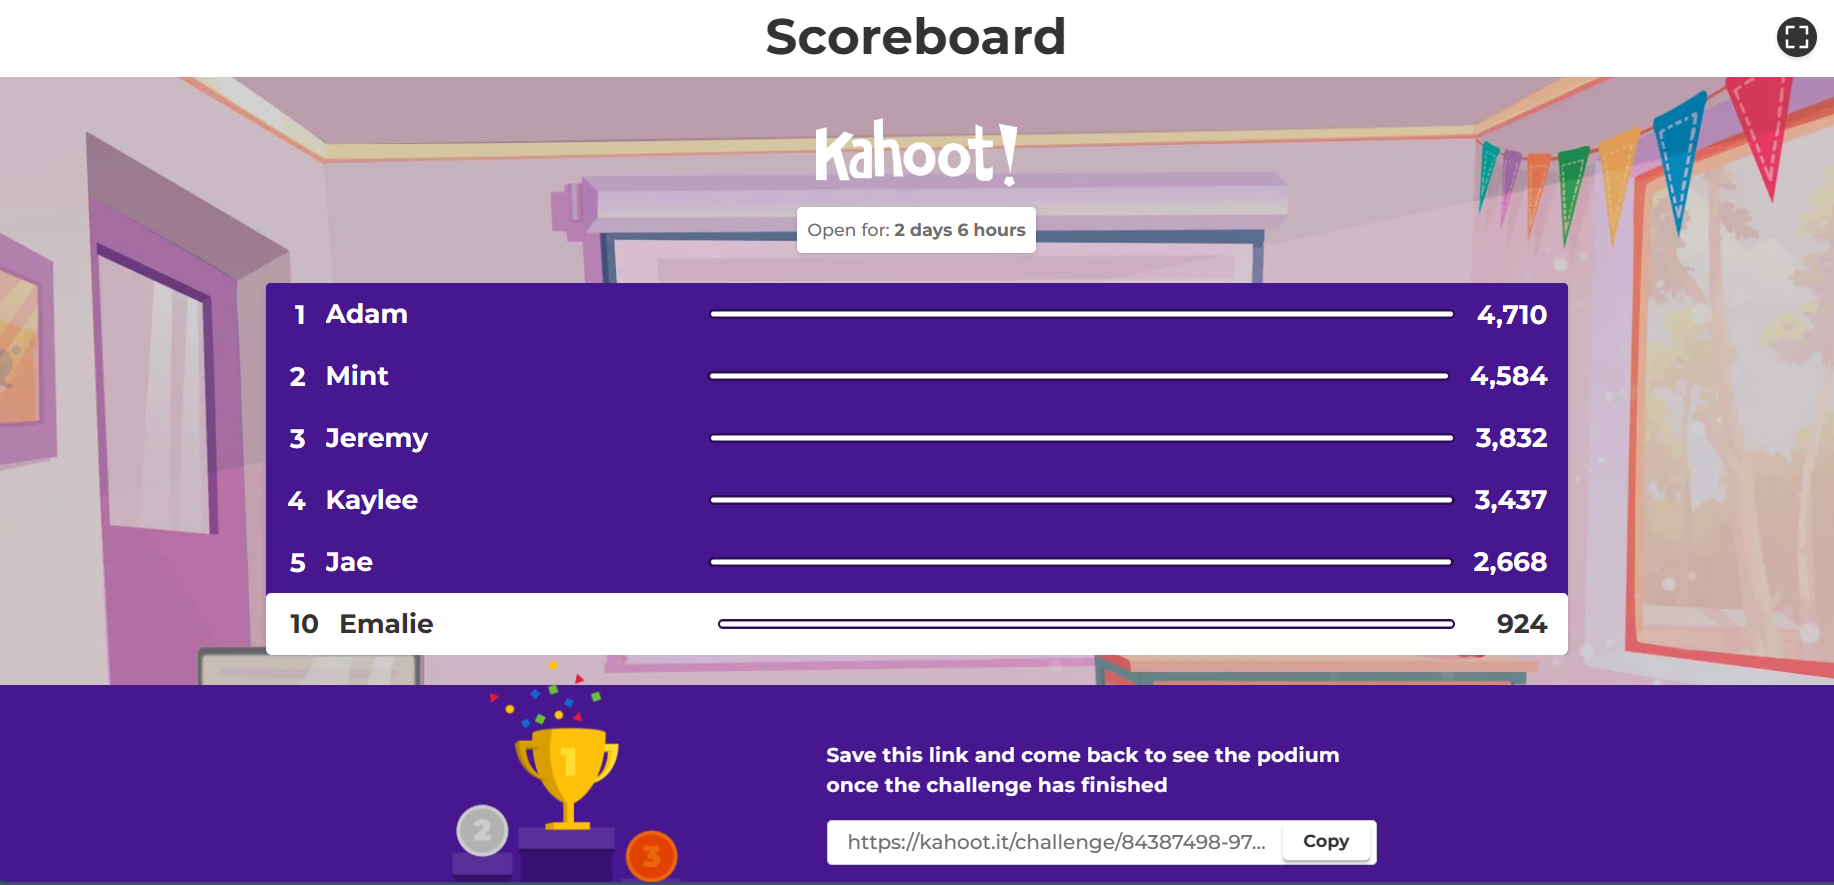 Scoreboard
Kahoot!
Open for: 2 days 6 hours
1 Adam 4,710
2 Mint 4,584
3 Jeremy 3,832
4 Kaylee 3,437
5 Jae 2,668
10 Emalie 924
1
2
3
Save this link and come back to see the podium
once the challenge has finished
https://kahoot.it/challenge/84387498-97... Copy